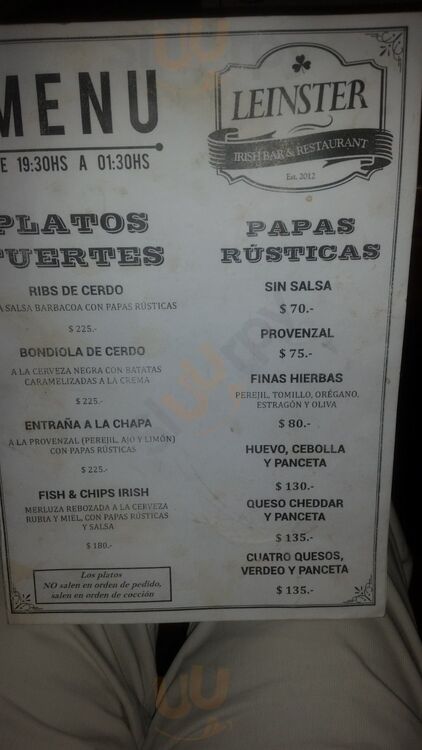 MENU
E 19:30HS A 01:30HS
LEINSTER
IRISH BAR & RESTAURANT
Est. 2012
PLATOS
FUERTES
RIBS DE CERDO
A SALSA BARBACOA CON PAPAS RÚSTICAS
$ 225.-
BONDIOLA DE CERDO
A LA CERVEZA NEGRA CON BATATAS
CARAMELIZADAS A LA CREMA
$ 225.-
ENTRAÑA A LA CHAPA
A LA PROVENZAL (PEREJIL, AJO Y LIMÓN)
CON PAPAS RÚSTICAS
$ 225.-
FISH & CHIPS IRISH
MERLUZA REBOZADA A LA CERVEZA
RUBIA Y MIEL, CON PAPAS RÚSTICAS
Y SALSA
$ 180.-
Los platos
NO salen en orden de pedido,
salen en orden de cocción
PAPAS
RÚSTICAS
SIN SALSA
$ 70.-
PROVENZAL
$ 75.-
FINAS HIERBAS
PEREJIL, TOMILLO, ORÉGANO,
ESTRAGÓN Y OLIVA
$ 80.-
HUEVO, CEBOLLA
Y PANCETA
$ 130.-
QUESO CHEDDAR
Y PANCETA
$ 135.-
CUATRO QUESOS,
VERDEO Y PANCETA
$ 135.-